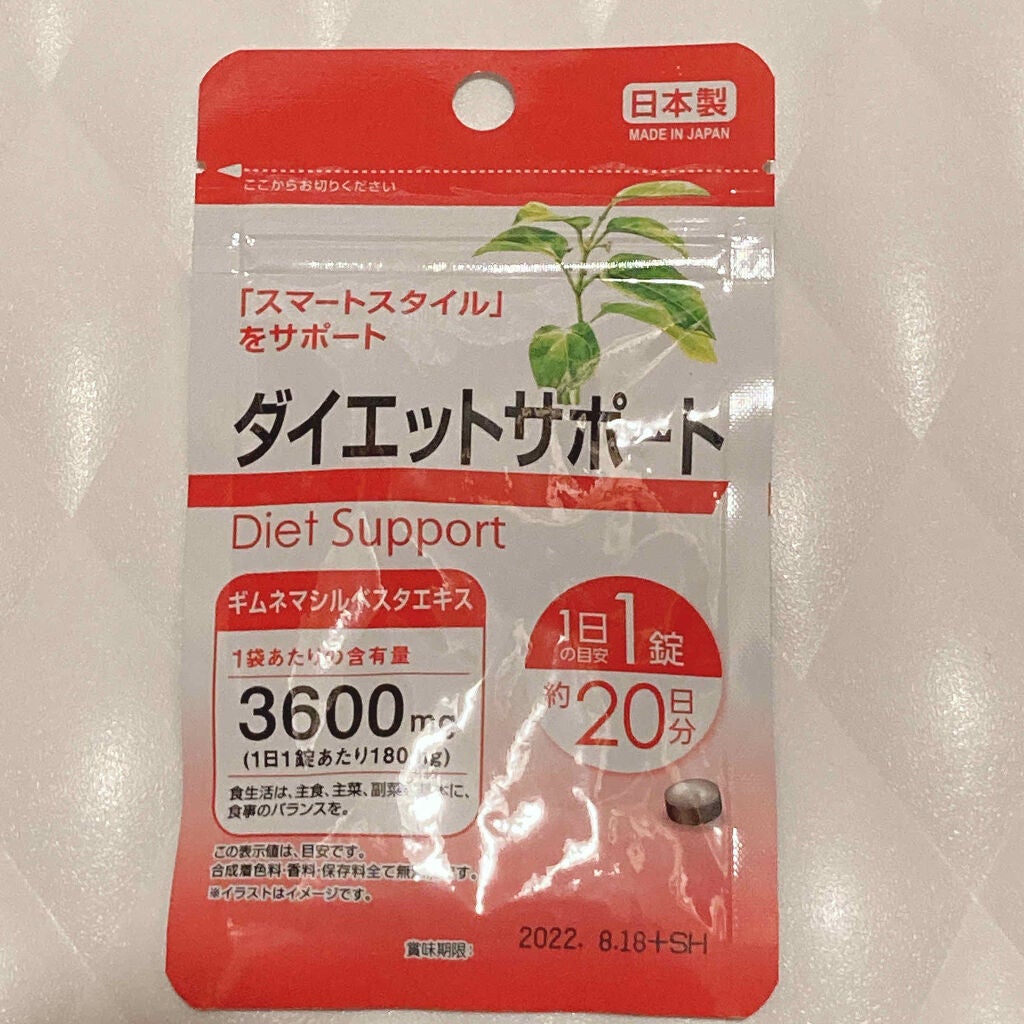 日本製
MADE IN JAPAN
ここからお切りください
「スマートスタイル」
をサポート
ダイエットサポート
Diet Support
ギムネマシルベスタエキス
1袋あたりの含有量
3600mg
(1日1錠あたり180mg)
食生活は、主食、主菜、副菜を基本に、
食事のバランスを。
1日の目安1錠
約20日分
この表示値は、目安です。
合成着色料・香料・保存料全て無添加です。
※イラストはイメージです。
賞味期限:
2022. 8.18+SH